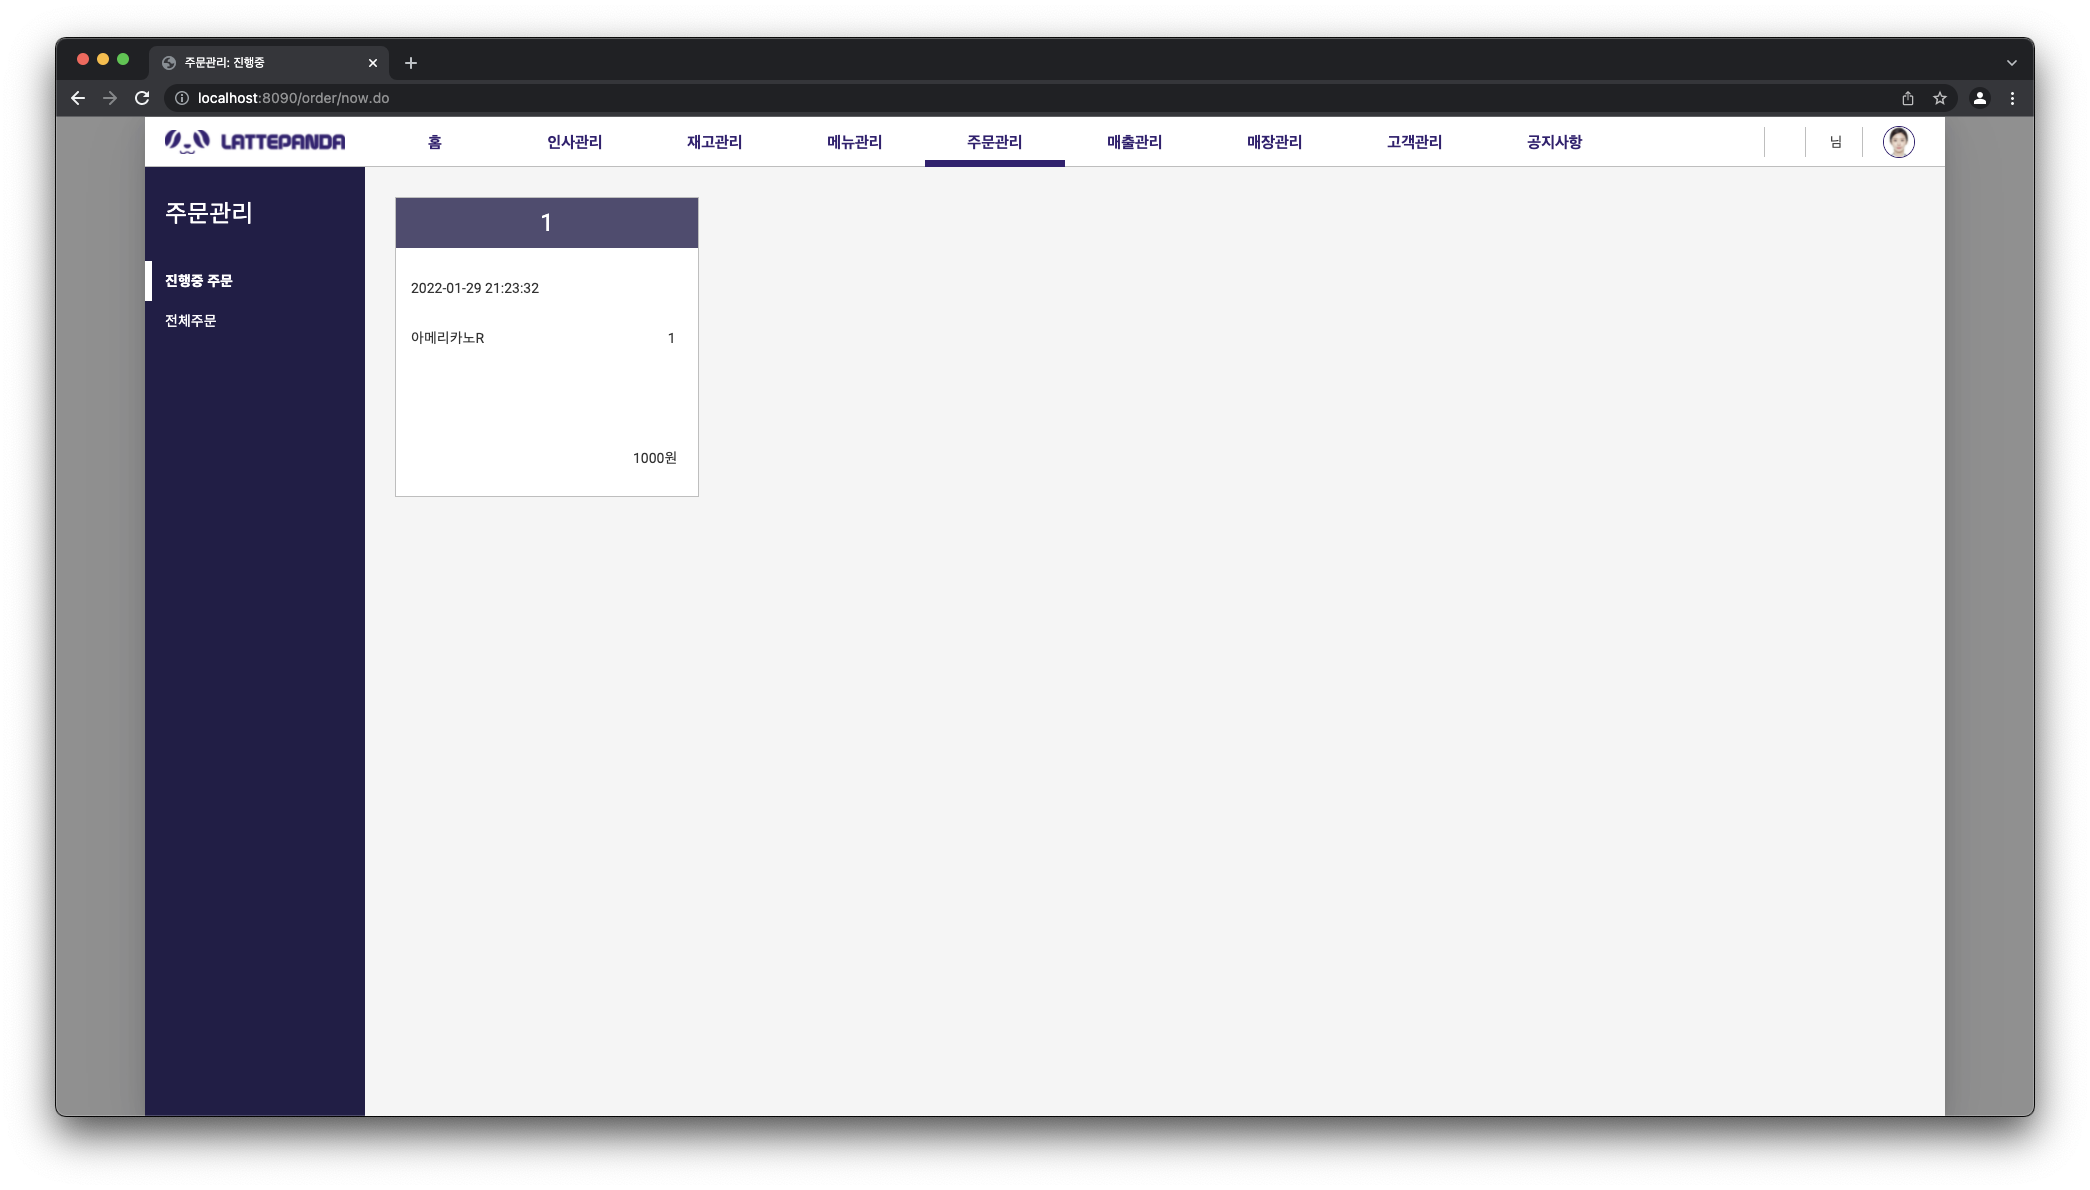 주문관리: 진행중
localhost:8090/order/now.do
LATTEPANDA 홈 인사관리 재고관리 메뉴관리 주문관리 매출관리 매장관리 고객관리 공지사항 님
주문관리
진행중 주문
전체주문
1
2022-01-29 21:23:32
아메리카노R 1
1000원